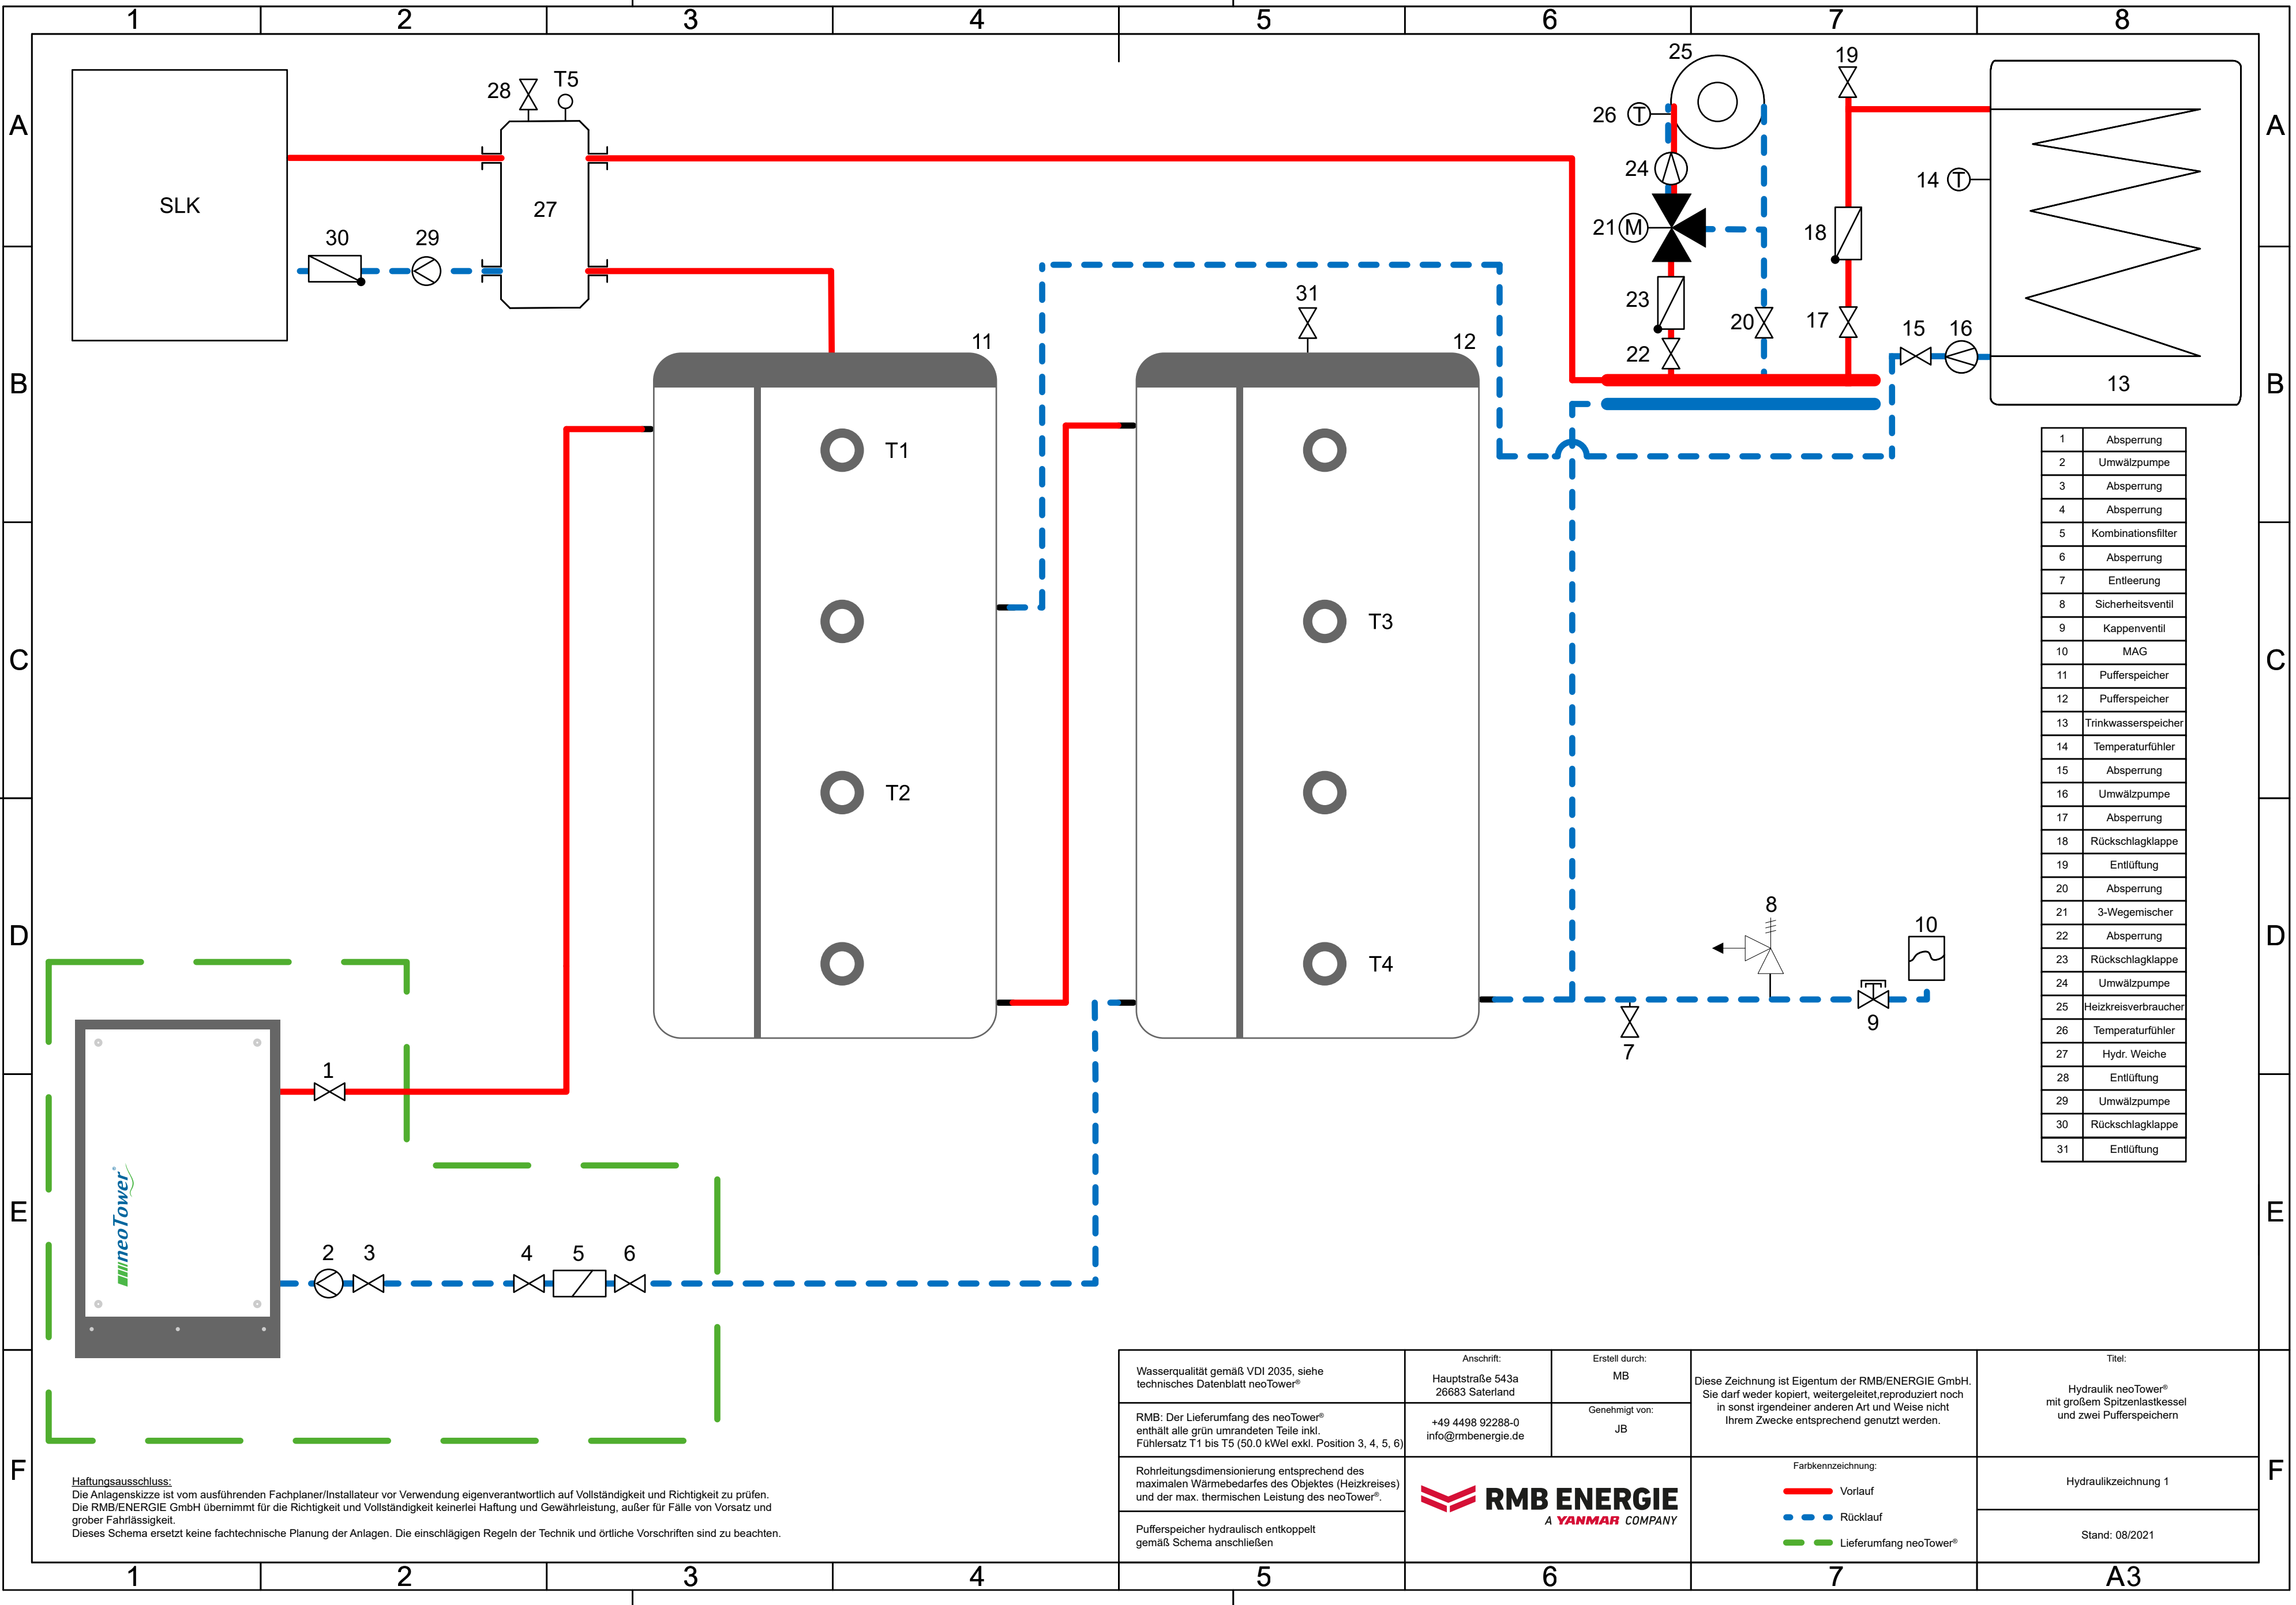 1 2 3 4 5 6 7 8
A A
B B
C C
D D
E E
F F
SLK
28
T5
27
30
29
25
26 T
24
21 M
23
22
20
19
18
17
14 T
15
16
13
11
T1
T2
31
12
T3
T4
8
10
7
9
1
2
3
4
5
6
neoTower®
1 Absperrung
2 Umwälzpumpe
3 Absperrung
4 Absperrung
5 Kombinationsfilter
6 Absperrung
7 Entleerung
8 Sicherheitsventil
9 Kappenventil
10 MAG
11 Pufferspeicher
12 Pufferspeicher
13 Trinkwasserspeicher
14 Temperaturfühler
15 Absperrung
16 Umwälzpumpe
17 Absperrung
18 Rückschlagklappe
19 Entlüftung
20 Absperrung
21 3-Wegemischer
22 Absperrung
23 Rückschlagklappe
24 Umwälzpumpe
25 Heizkreisverbraucher
26 Temperaturfühler
27 Hydr. Weiche
28 Entlüftung
29 Umwälzpumpe
30 Rückschlagklappe
31 Entlüftung
Haftungsausschluss:
Die Anlagenskizze ist vom ausführenden Fachplaner/Installateur vor Verwendung eigenverantwortlich auf Vollständigkeit und Richtigkeit zu prüfen.
Die RMB/ENERGIE GmbH übernimmt für die Richtigkeit und Vollständigkeit keinerlei Haftung und Gewährleistung, außer für Fälle von Vorsatz und
grober Fahrlässigkeit.
Dieses Schema ersetzt keine fachtechnische Planung der Anlagen. Die einschlägigen Regeln der Technik und örtliche Vorschriften sind zu beachten.
Wasserqualität gemäß VDI 2035, siehe
technisches Datenblatt neoTower®
RMB: Der Lieferumfang des neoTower®
enthält alle grün umrandeten Teile inkl.
Fühlersatz T1 bis T5 (50.0 kWel exkl. Position 3, 4, 5, 6)
Rohrleitungsdimensionierung entsprechend des
maximalen Wärmebedarfes des Objektes (Heizkreises)
und der max. thermischen Leistung des neoTower®.
Pufferspeicher hydraulisch entkoppelt
gemäß Schema anschließen
Anschrift:
Hauptstraße 543a
26683 Saterland
+49 4498 92288-0
info@rmbenergie.de
Erstell durch:
MB
Genehmigt von:
JB
RMB ENERGIE
A YANMAR COMPANY
Diese Zeichnung ist Eigentum der RMB/ENERGIE GmbH.
Sie darf weder kopiert, weitergeleitet,reproduziert noch
in sonst irgendeiner anderen Art und Weise nicht
Ihrem Zwecke entsprechend genutzt werden.
Farbkennzeichnung:
Vorlauf
Rücklauf
Lieferumfang neoTower®
Titel:
Hydraulik neoTower®
mit großem Spitzenlastkessel
und zwei Pufferspeichern
Hydraulikzeichnung 1
Stand: 08/2021
1 2 3 4 5 6 7 A3